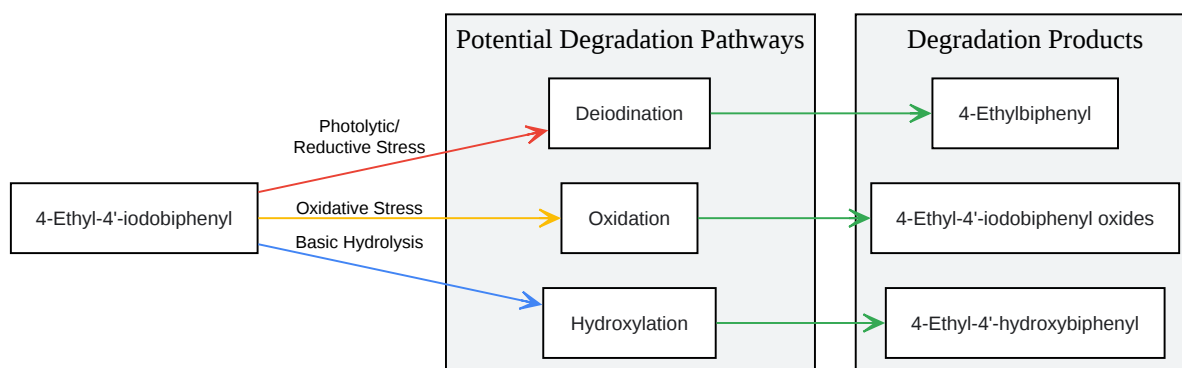 Potential Degradation Pathways
Degradation Products
Deiodination
4-Ethylbiphenyl
Photolytic/
Reductive Stress
4-Ethyl-4'-iodobiphenyl
Oxidative Stress
Oxidation
4-Ethyl-4'-iodobiphenyl oxides
Basic Hydrolysis
Hydroxylation
4-Ethyl-4'-hydroxybiphenyl